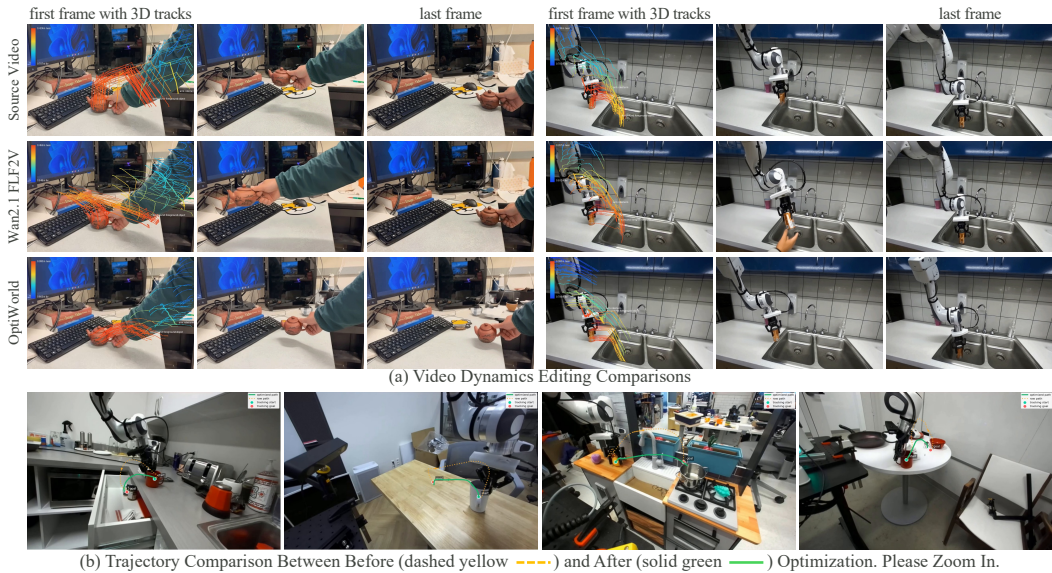 first frame with 3D tracks
last frame
first frame with 3D tracks
last frame
Source Video
Wan2.1 FLF2V
OptiWorld
(a) Video Dynamics Editing Comparisons
(b) Trajectory Comparison Between Before (dashed yellow ) and After (solid green ) Optimization. Please Zoom In.